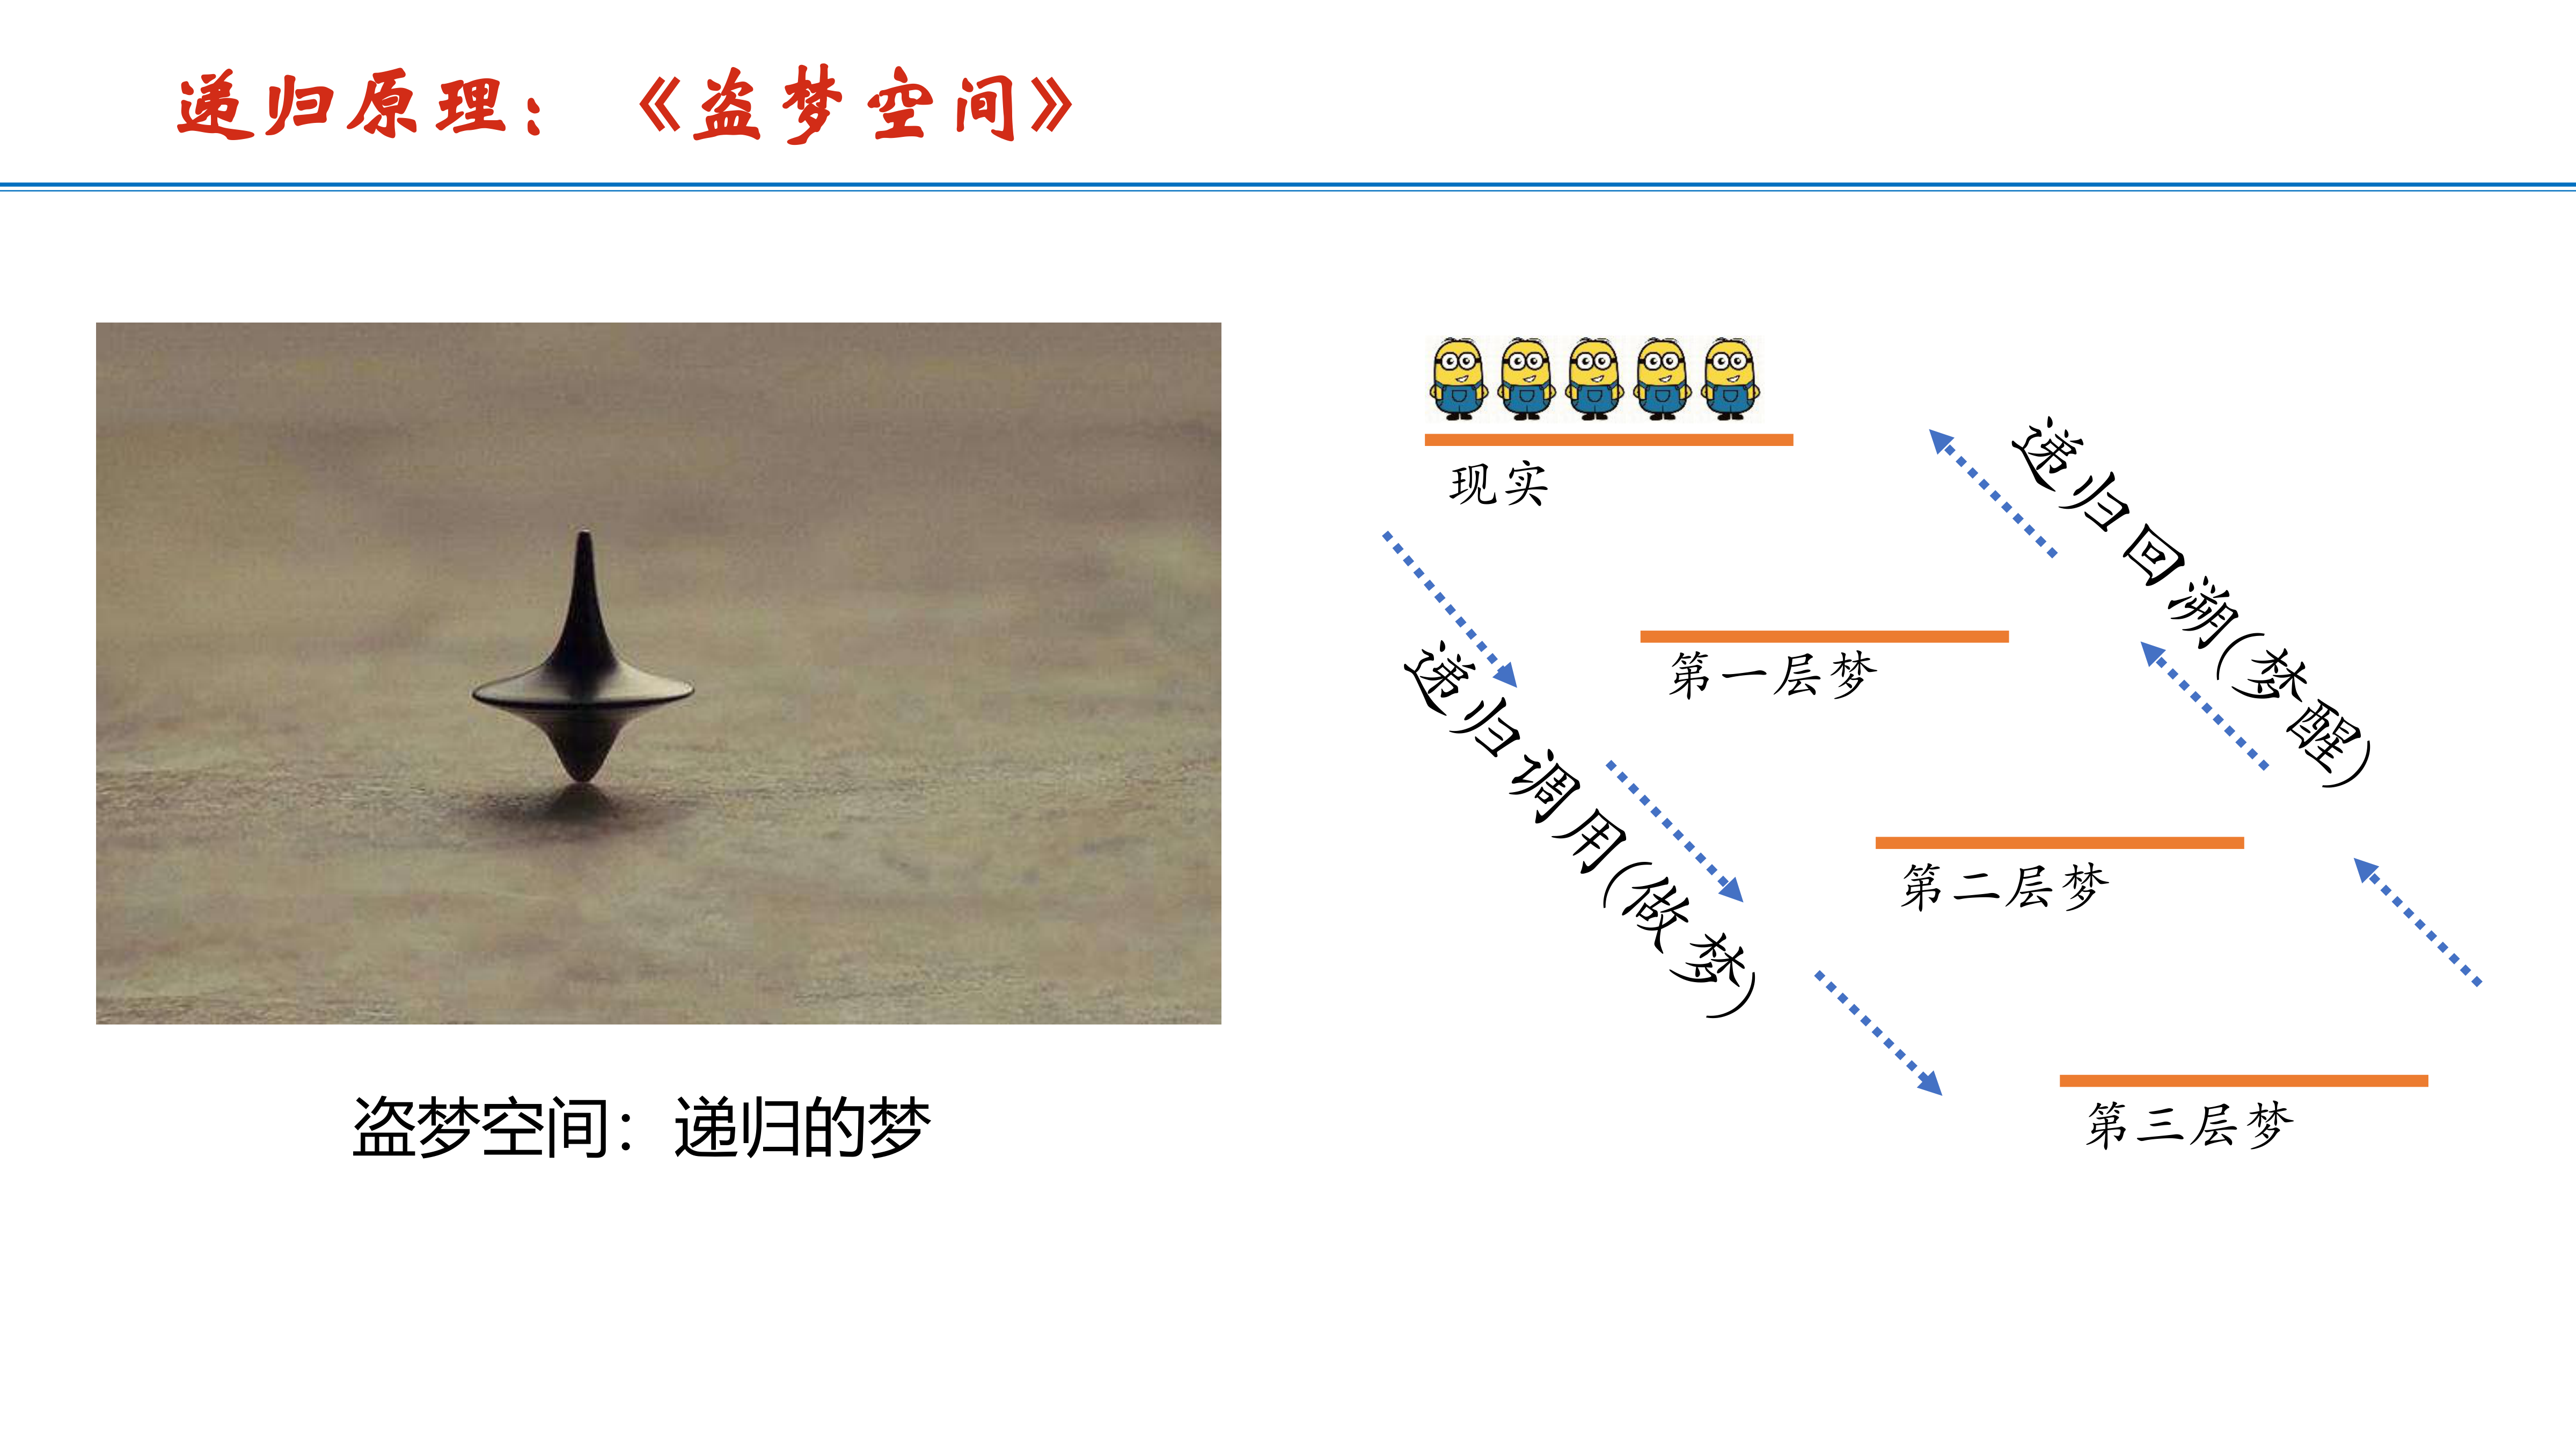 递归原理：《盗梦空间》
盗梦空间：递归的梦
现实
第一层梦
第二层梦
第三层梦
递归调用(做梦)
递归回溯(梦醒)